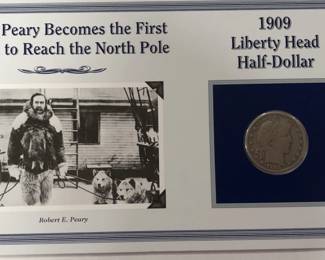 Peary Becomes the First
to Reach the North Pole
Robert E. Peary
1909
Liberty Head
Half-Dollar